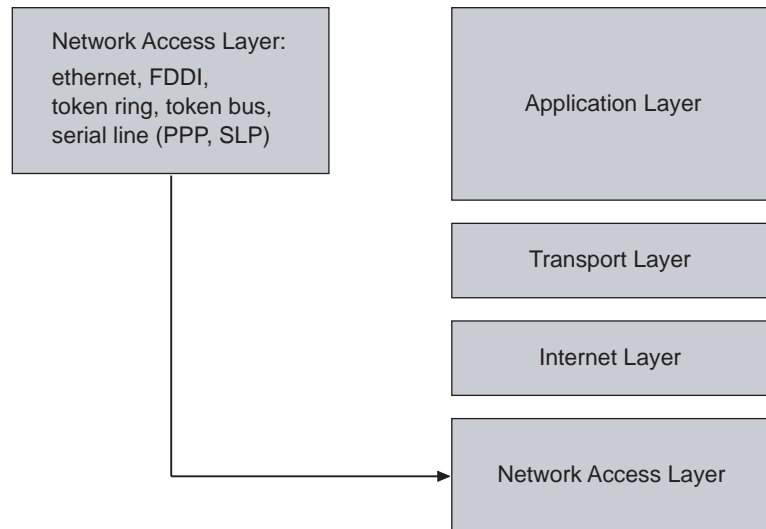 Network Access Layer:
ethernet, FDDI,
token ring, token bus,
serial line (PPP, SLP)
Application Layer
Transport Layer
Internet Layer
Network Access Layer